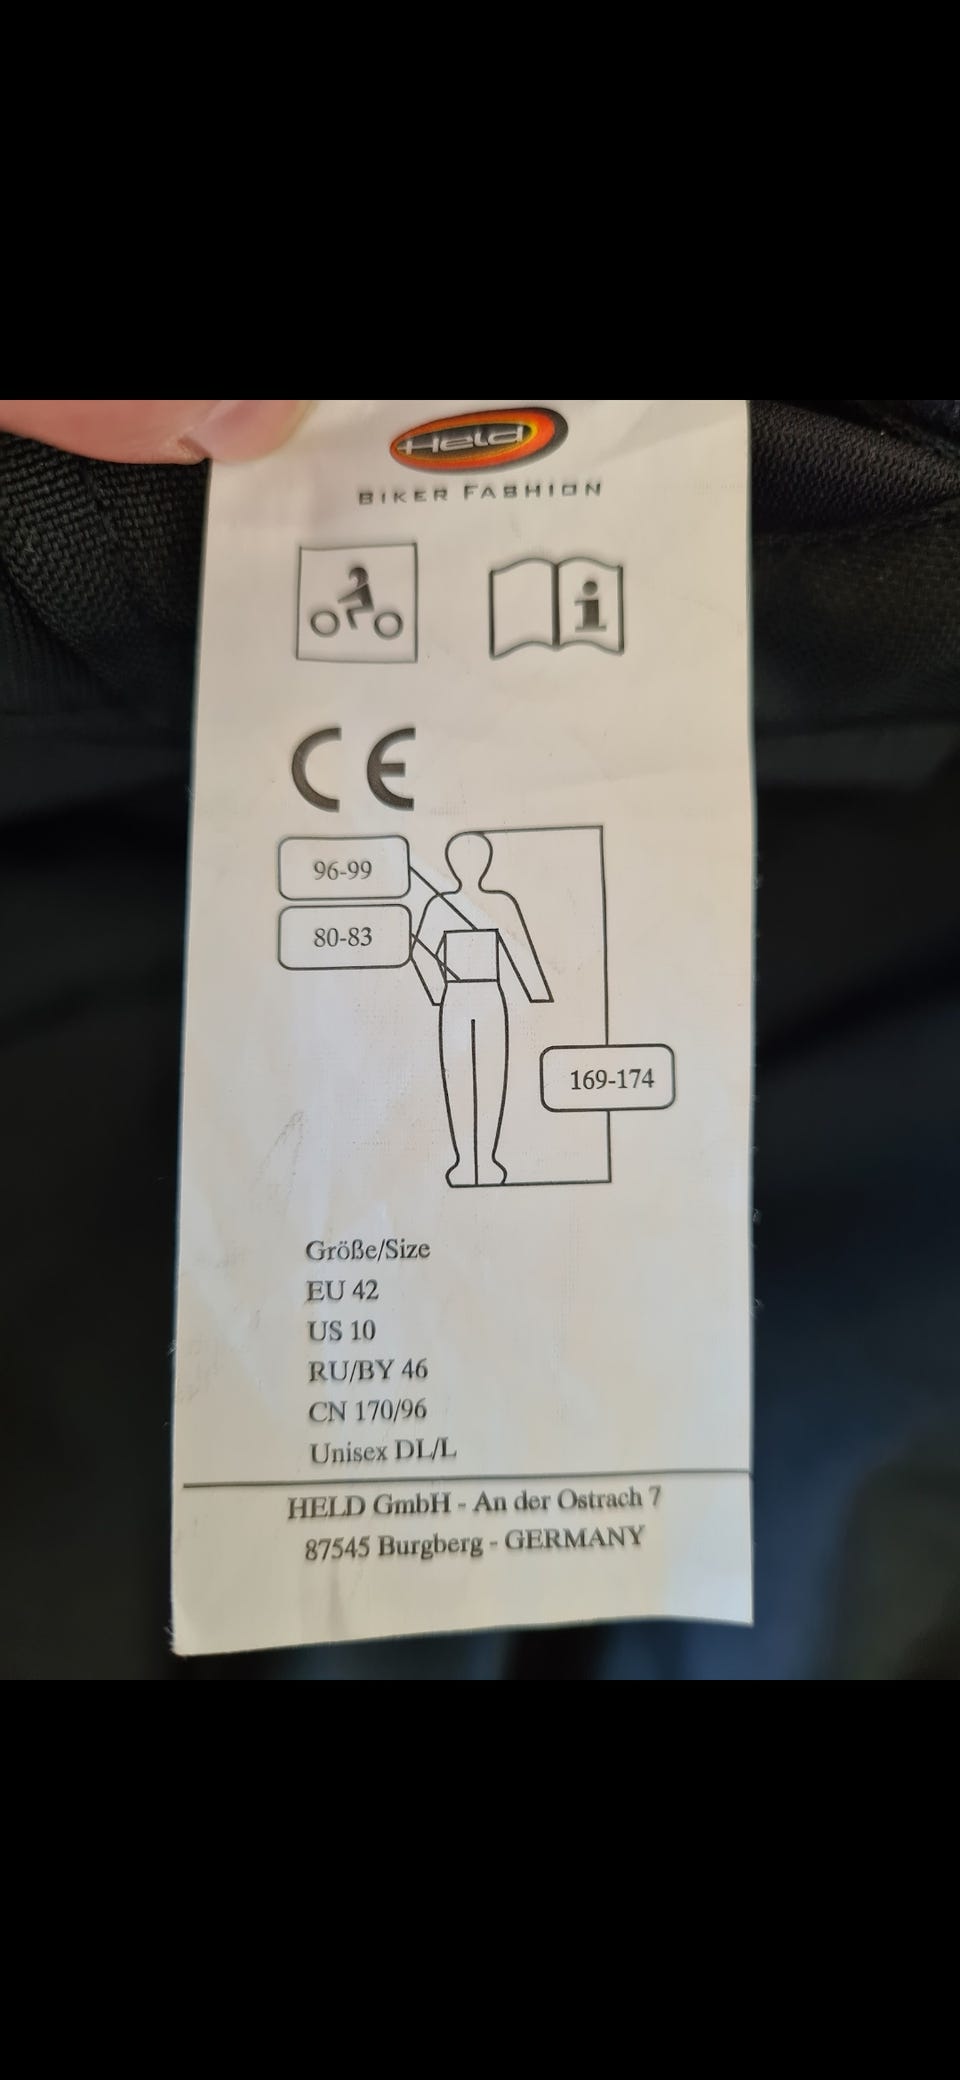 Held
BIKER FASHION
i
CE
96-99
80-83
169-174
Größe/Size
EU 42
US 10
RU/BY 46
CN 170/96
Unisex DL/L
HELD GmbH - An der Ostrach 7
87545 Burgberg - GERMANY